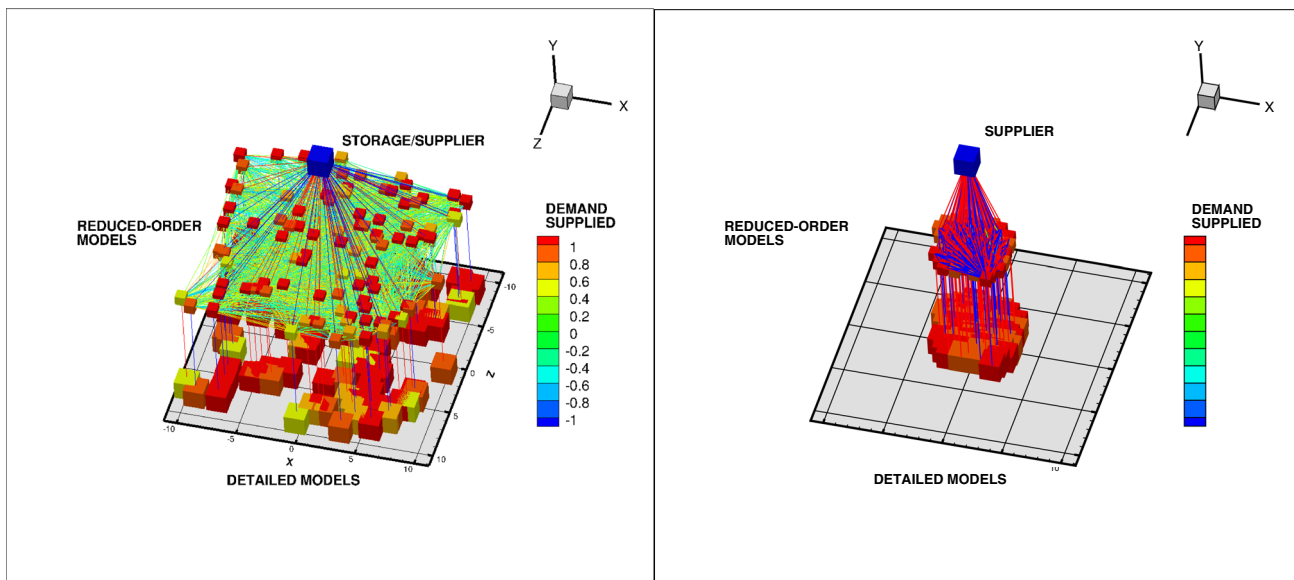 Y
X
Z
STORAGE/SUPPLIER
REDUCED-ORDER
MODELS
DEMAND
SUPPLIED
1
0.8
0.6
0.4
0.2
0
-0.2
-0.4
-0.6
-0.8
-1
-10
-5
0
5
10
Z
-10
-5
0
5
10
X
DETAILED MODELS
Y
X
SUPPLIER
REDUCED-ORDER
MODELS
DEMAND
SUPPLIED
DETAILED MODELS